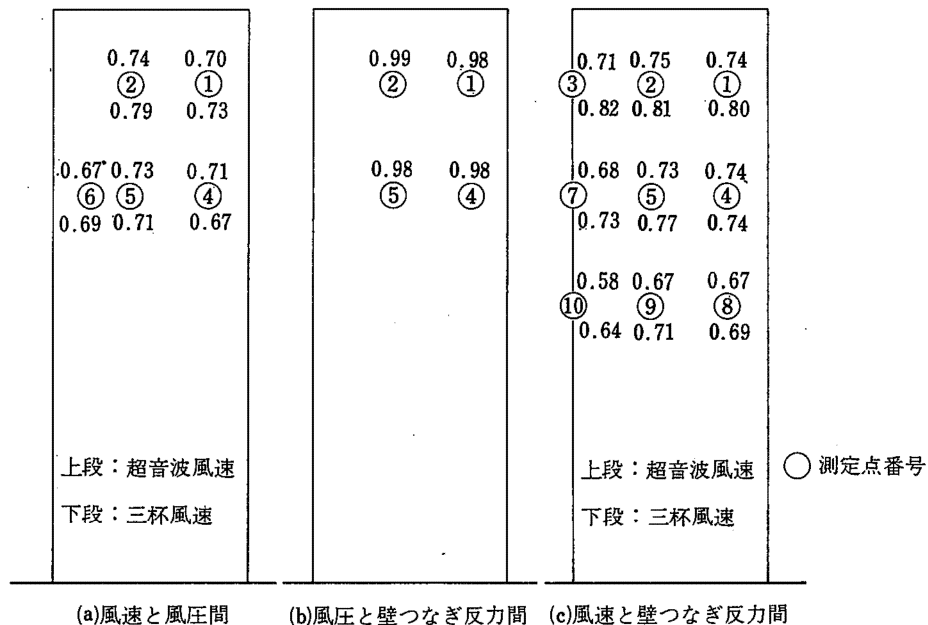 0.74 0.70
② ①
0.79 0.73
0.67 0.73 0.71
⑥ ⑤ ④
0.69 0.71 0.67
上段：超音波風速
下段：三杯風速
(a)風速と風圧間
0.99 0.98
② ①
0.98 0.98
⑤ ④
(b)風圧と壁つなぎ反力間
0.71 0.75 0.74
③ ② ①
0.82 0.81 0.80
0.68 0.73 0.74
⑦ ⑤ ④
0.73 0.77 0.74
0.58 0.67 0.67
⑩ ⑨ ⑧
0.64 0.71 0.69
上段：超音波風速
下段：三杯風速
(c)風速と壁つなぎ反力間
◯ 測定点番号